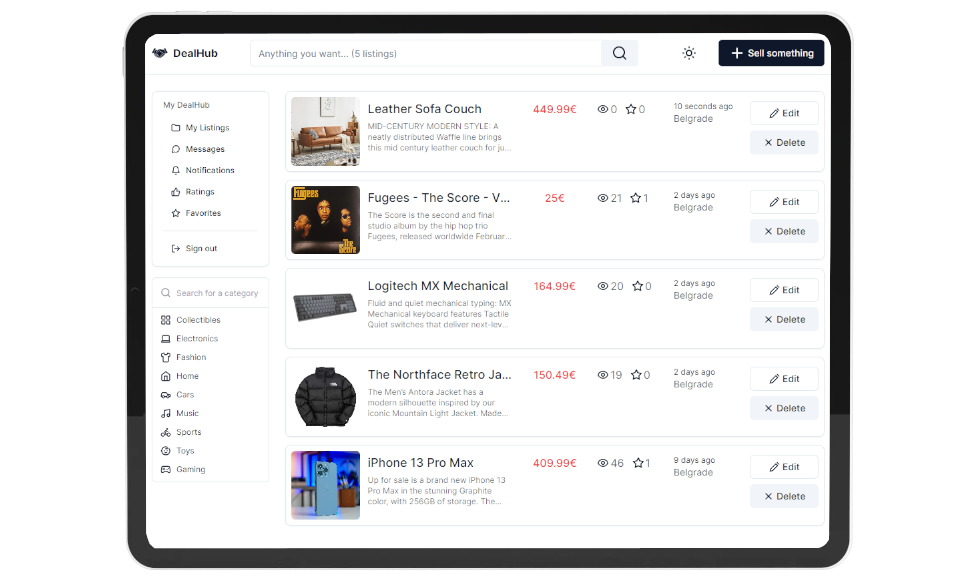 DealHub
Anything you want... (5 listings)
Sell something
My DealHub
My Listings
Messages
Notifications
Ratings
Favorites
Sign out
Search for a category
Collectibles
Electronics
Fashion
Home
Cars
Music
Sports
Toys
Gaming
Leather Sofa Couch
MID-CENTURY MODERN STYLE: A
neatly distributed Waffle line brings
this mid century leather couch for ju...
449.99€
0 0
10 seconds ago
Belgrade
Edit
Delete
Fugees
The
Score
Fugees - The Score - V...
The Score is the second and final
studio album by the hip hop trio
Fugees, released worldwide Februar...
25€
21 1
2 days ago
Belgrade
Edit
Delete
Logitech MX Mechanical
Fluid and quiet mechanical typing: MX
Mechanical keyboard features Tactile
Quiet switches that deliver next-lev...
164.99€
20 0
2 days ago
Belgrade
Edit
Delete
The Northface Retro Ja...
The Men's Antora Jacket has a
modern silhouette inspired by our
iconic Mountain Light Jacket. Made...
150.49€
19 0
2 days ago
Belgrade
Edit
Delete
iPhone 13 Pro Max
Up for sale is a brand new iPhone 13
Pro Max in the stunning Graphite
color, with 256GB of storage. The...
409.99€
46 1
9 days ago
Belgrade
Edit
Delete